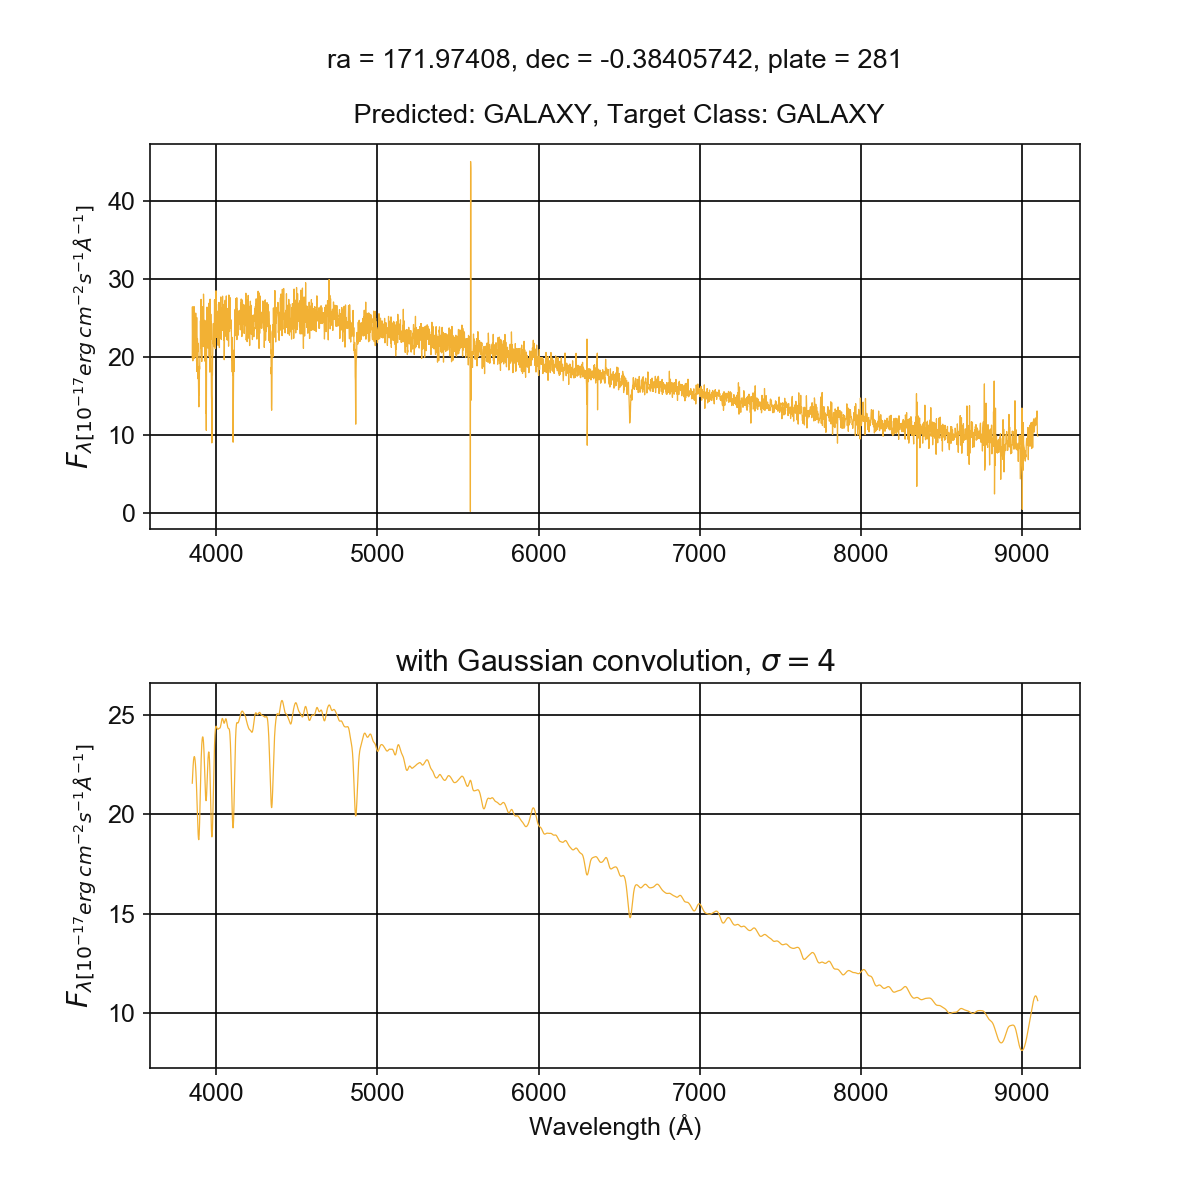 ra = 171.97408, dec = -0.38405742, plate = 281
Predicted: GALAXY, Target Class: GALAXY
F_λ[10^−17 erg cm^−2 s^−1 Å^−1]
40
30
20
10
0
4000 5000 6000 7000 8000 9000
with Gaussian convolution, σ = 4
F_λ[10^−17 erg cm^−2 s^−1 Å^−1]
25
20
15
10
4000 5000 6000 7000 8000 9000
Wavelength (Å)